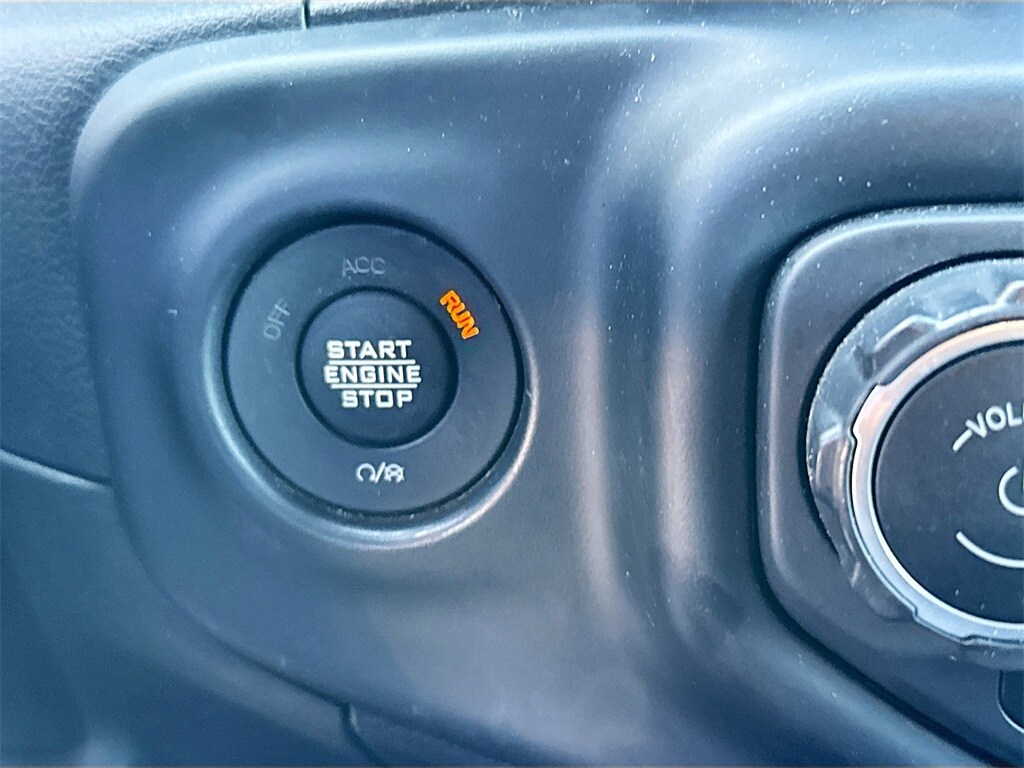 ACC
OFF
RUN
START
ENGINE
STOP
VOL